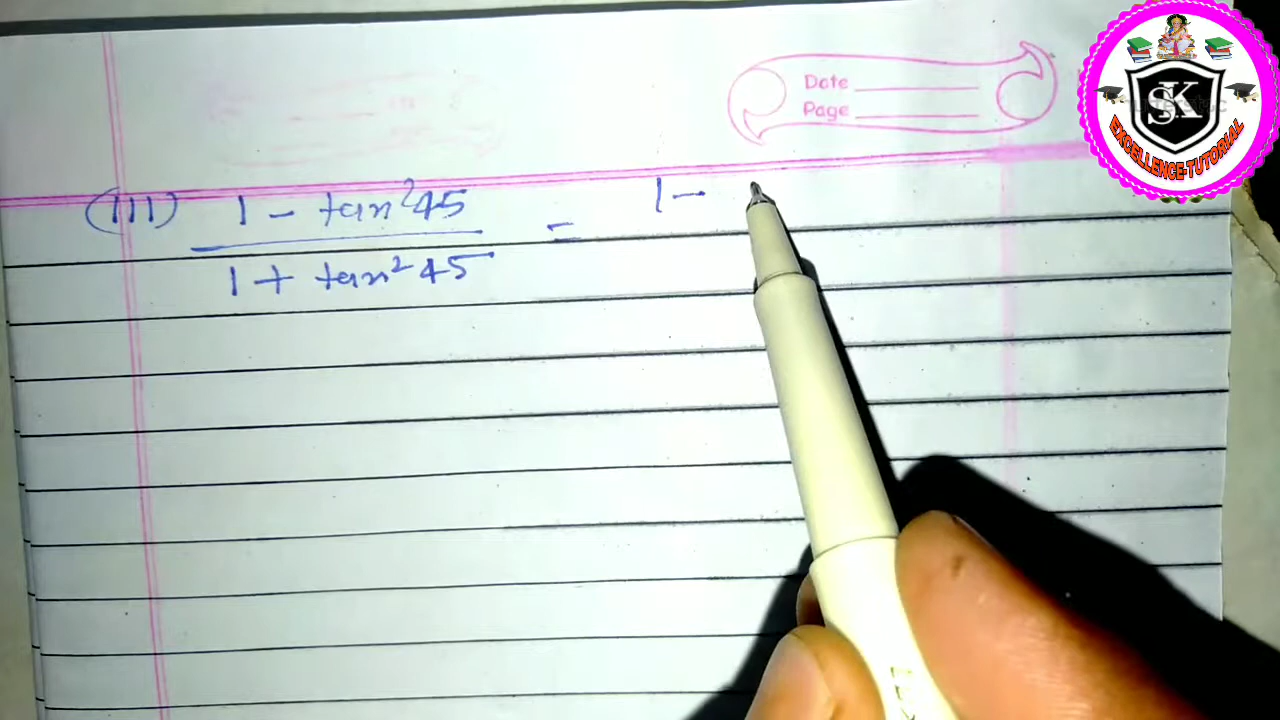 Date
Page
SK
EXCELLENCE-TUTORIAL
(III) 1 - tan²45 = 1 -
1 + tan²45